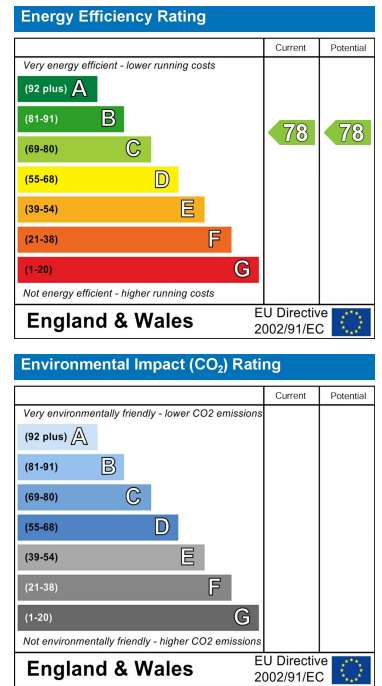 Energy Efficiency Rating
Current Potential
Very energy efficient - lower running costs
(92 plus) A
(81-91) B
(69-80) C
(55-68) D
(39-54) E
(21-38) F
(1-20) G
78 78
Not energy efficient - higher running costs
England & Wales
EU Directive
2002/91/EC
Environmental Impact (CO₂) Rating
Current Potential
Very environmentally friendly - lower CO2 emissions
(92 plus) A
(81-91) B
(69-80) C
(55-68) D
(39-54) E
(21-38) F
(1-20) G
Not environmentally friendly - higher CO2 emissions
England & Wales
EU Directive
2002/91/EC